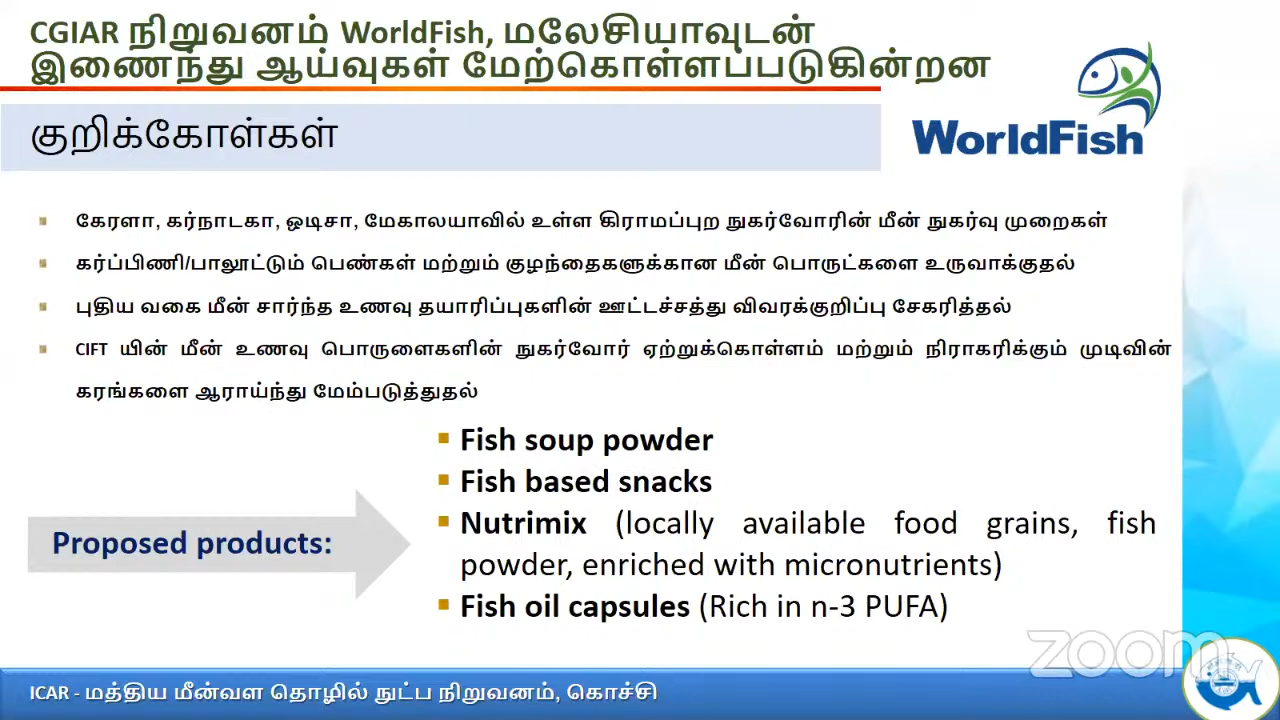 CGIAR நிறுவனம் WorldFish, மலேசியாவுடன்
இணைந்து ஆய்வுகள் மேற்கொள்ளப்படுகின்றன
WorldFish
குறிக்கோள்கள்
கேரளா, கர்நாடகா, ஒடிசா, மேகாலயாவில் உள்ள கிராமப்புற நுகர்வோரின் மீன் நுகர்வு முறைகள்
கர்ப்பிணி/பாலூட்டும் பெண்கள் மற்றும் குழந்தைகளுக்கான மீன் பொருட்களை உருவாக்குதல்
புதிய வகை மீன் சார்ந்த உணவு தயாரிப்புகளின் ஊட்டச்சத்து விவரக்குறிப்பு சேகரித்தல்
CIFT யின் மீன் உணவு பொருளைகளின் நுகர்வோர் ஏற்றுக்கொள்ளம் மற்றும் நிராகரிக்கும் முடிவின்
கரங்களை ஆராய்ந்து மேம்படுத்துதல்
Fish soup powder
Fish based snacks
Nutrimix (locally available food grains, fish
powder, enriched with micronutrients)
Fish oil capsules (Rich in n-3 PUFA)
Proposed products:
zoom
ICAR - மத்திய மீன்வள தொழில் நுட்ப நிறுவனம், கொச்சி